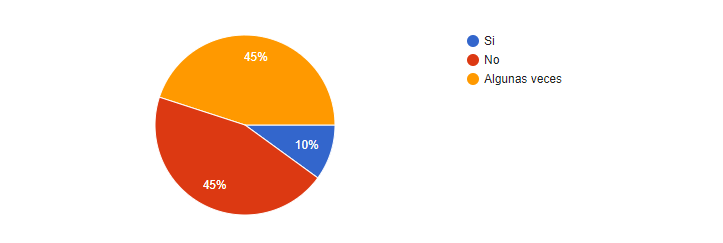 45%
10%
45%
Si
No
Algunas veces